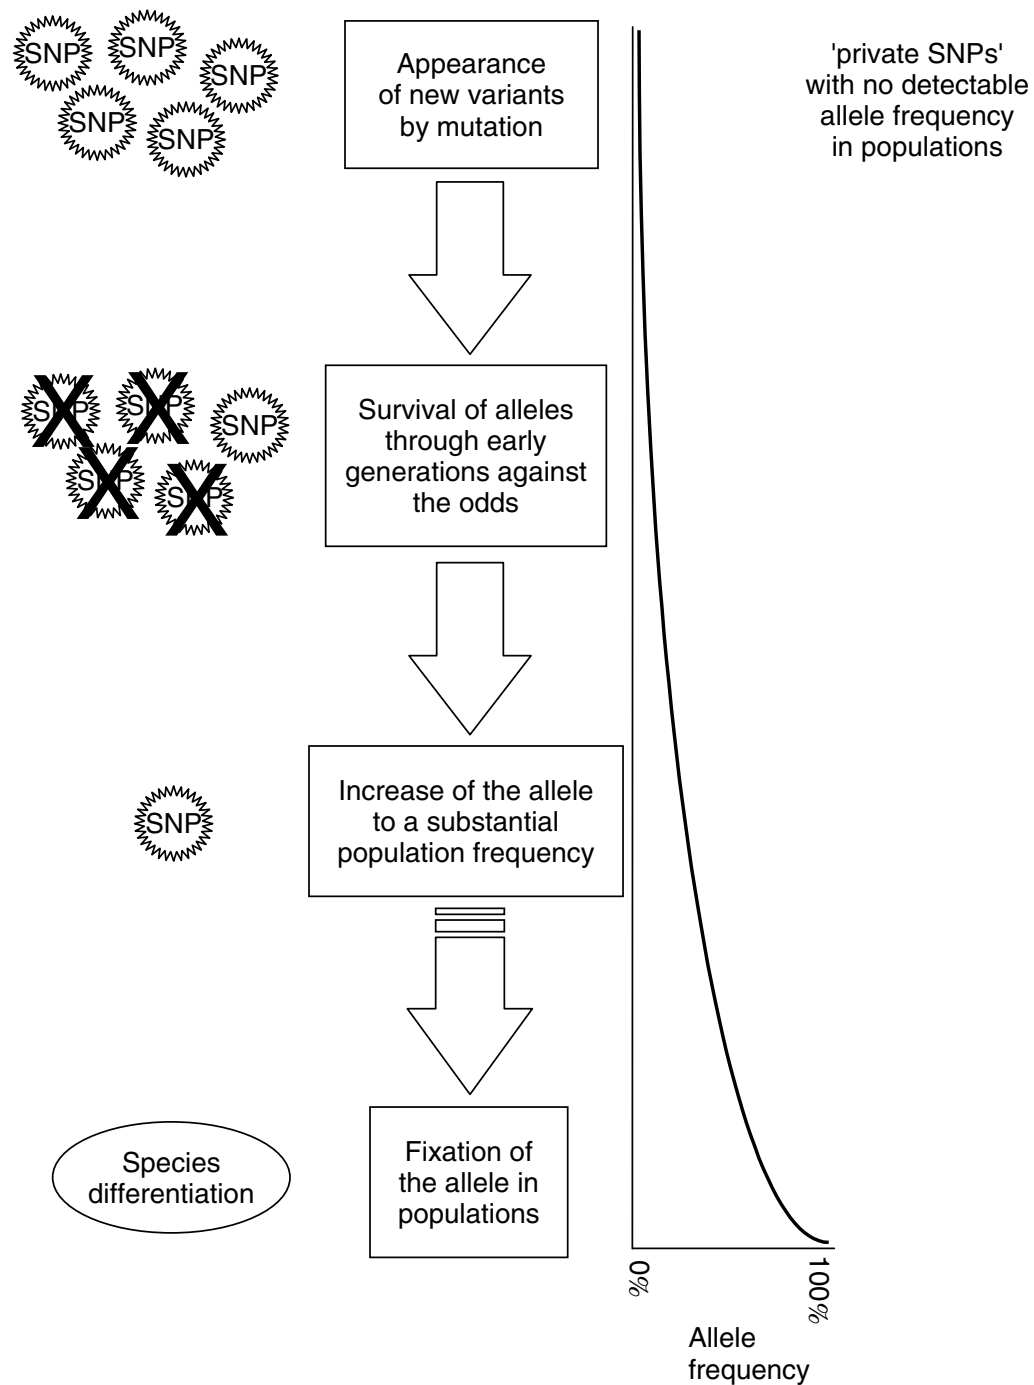 SNP
SNP
SNP
SNP
SNP
Appearance
of new variants
by mutation
'private SNPs'
with no detectable
allele frequency
in populations
SNP
SNP
SNP
SNP
SNP
Survival of alleles
through early
generations against
the odds
SNP
Increase of the allele
to a substantial
population frequency
Species
differentiation
Fixation of
the allele in
populations
0%
100%
Allele
frequency